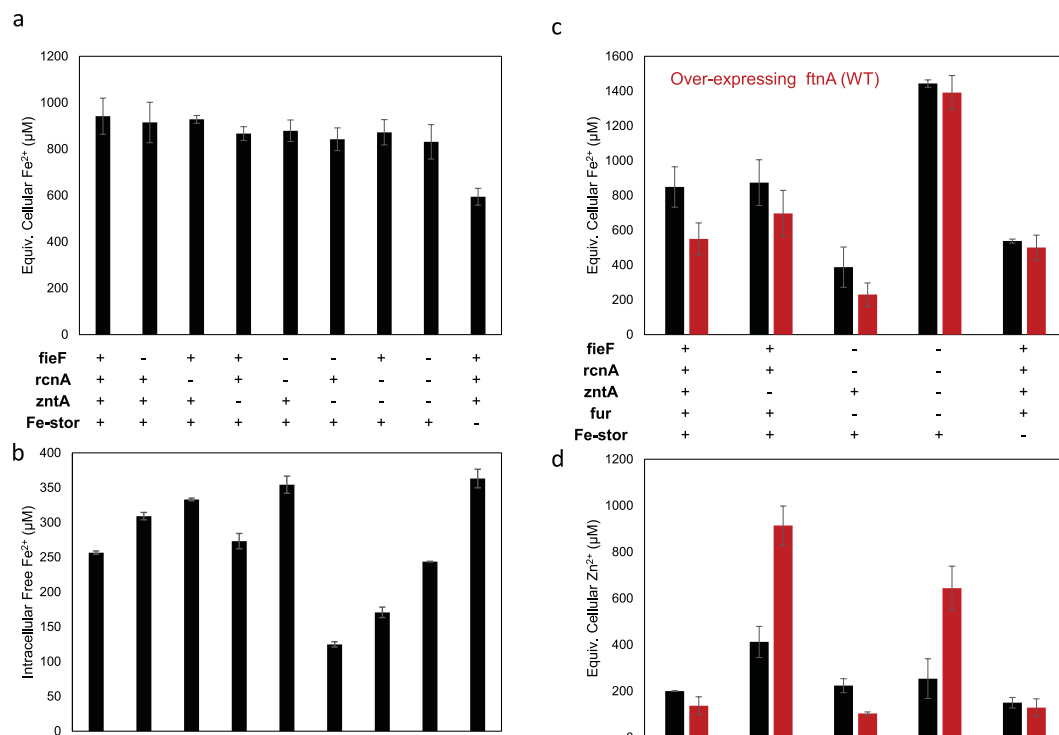 a
1200
1000
800
600
400
200
0
Equiv. Cellular Fe²⁺ (µM)
fieF + - + + - - + - +
rcnA + + - + - + - - +
zntA + + + - + - - - +
Fe-stor + + + + + + + + -
b
400
350
300
250
200
150
100
50
0
Intracellular Free Fe²⁺ (µM)
c
1600
1400
1200
1000
800
600
400
200
0
Equiv. Cellular Fe²⁺ (µM)
Over-expressing ftnA (WT)
fieF + + - - +
rcnA + + - - +
zntA + - + - +
fur + + - - +
Fe-stor + + + + -
d
1200
1000
800
600
400
200
0
Equiv. Cellular Zn²⁺ (µM)